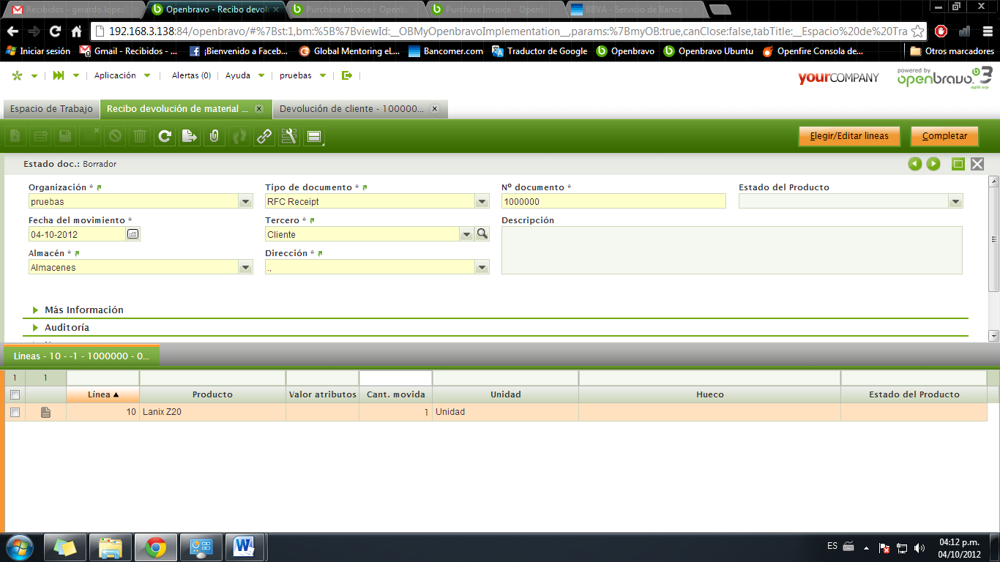 Recibidos - gerardo.lopez
Openbravo - Recibo devol
Purchase Invoice - Openb
Purchase Invoice - Openb
BBVA - Servicio de Banca e
192.168.3.138:84/openbravo/#%7Bst:1,bm:%5B%7BviewId:__OBMyOpenbravoImplementation__,params:%7BmyOB:true,canClose:false,tabTitle:__Espacio%20de%20Tra
Iniciar sesión
Gmail - Recibidos - ...
¡Bienvenido a Faceb...
Global Mentoring eL...
Bancomer.com
Traductor de Google
Openbravo
Openbravo Ubuntu
Openfire Consola de...
Otros marcadores
Aplicación
Alertas (0)
Ayuda
pruebas
yourCOMPANY
powered by
openbravo 3
agile erp
Espacio de Trabajo
Recibo devolución de material ...
Devolución de cliente - 100000...
Elegir/Editar lineas
Completar
Estado doc.: Borrador
Organización *
Tipo de documento *
Nº documento *
Estado del Producto
pruebas
RFC Receipt
1000000
Fecha del movimiento *
Tercero *
Descripción
04-10-2012
Cliente
Almacén *
Dirección *
Almacenes
.,
Más Información
Auditoría
Líneas - 10 - -1 - 1000000 - 0...
1 1
Línea Producto Valor atributos Cant. movida Unidad Hueco Estado del Producto
10 Lanix Z20 1 Unidad
ES
04:12 p.m.
04/10/2012